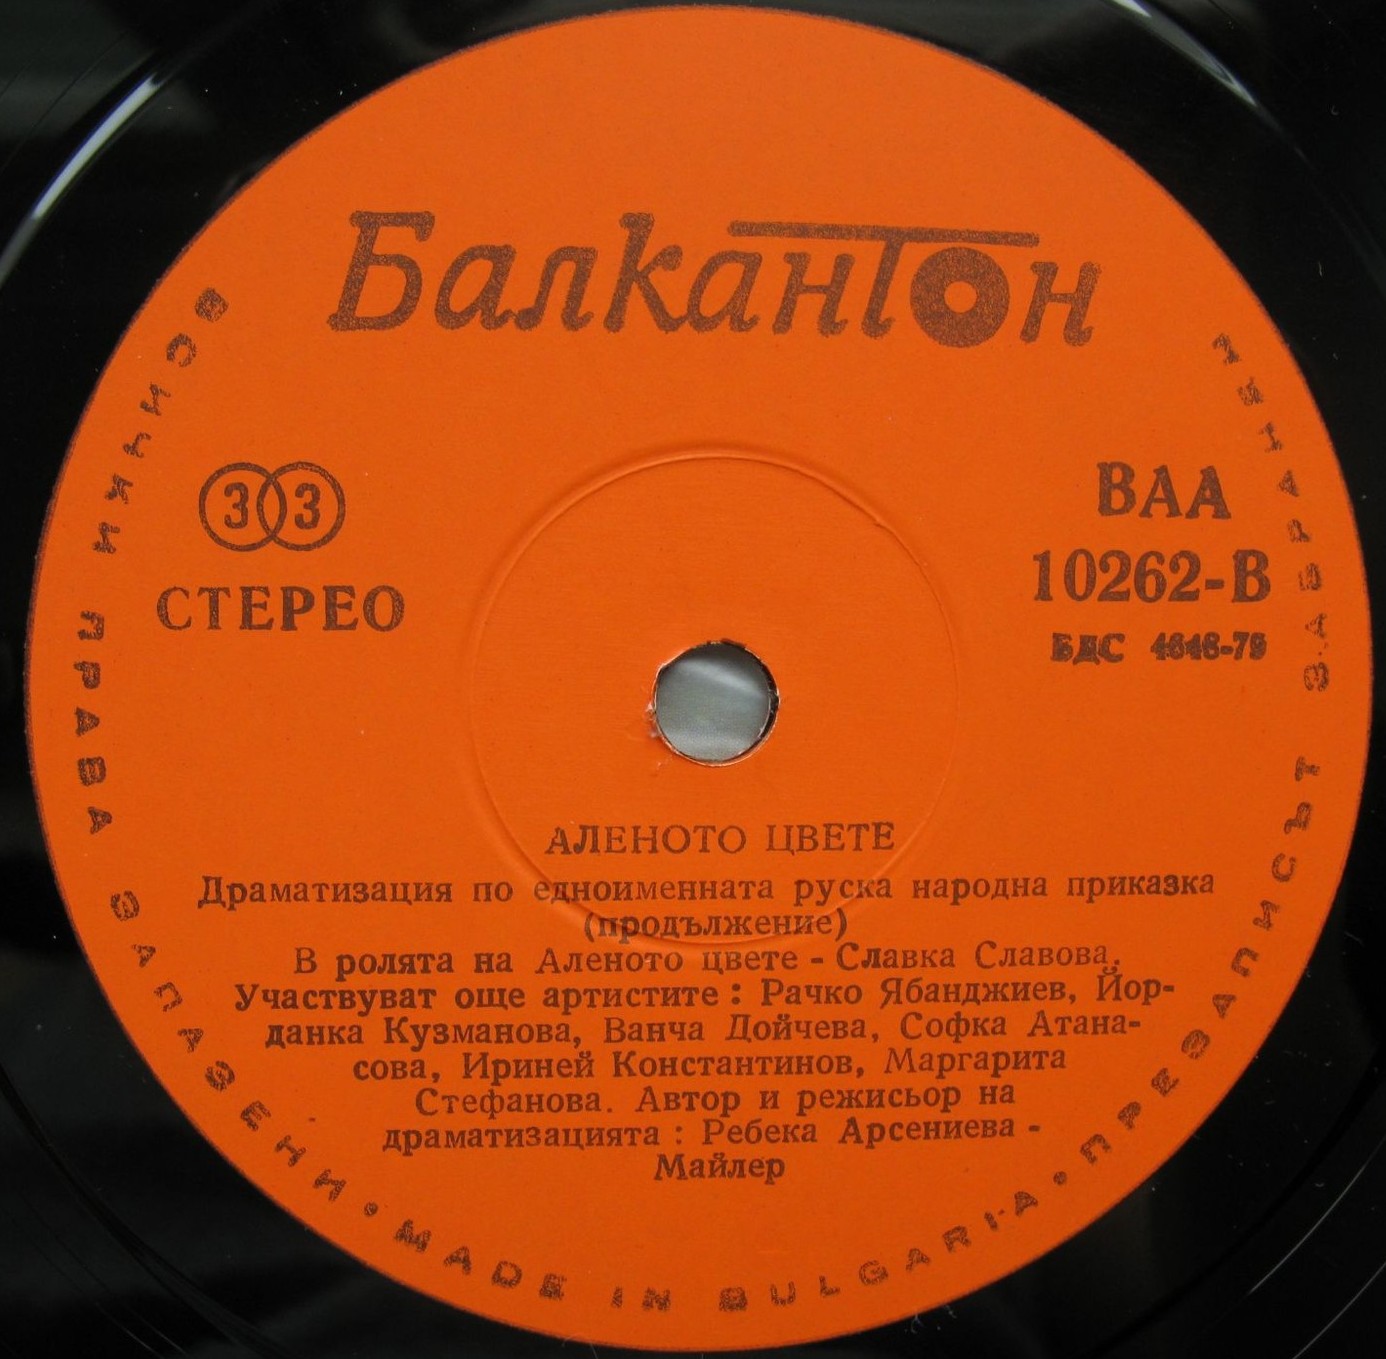 Балкантон
33
СТЕРЕО
ВАА
10262-В
БДС
АЛЕНОТО ЦВЕТЕ
Драматизация по едноименната руска народна приказка
(продължение)
В ролята на Аленото цвете - Славка Славова.
Участвуват още артистите : Рачко Ябанджиев, Йор-
данка Кузманова, Ванча Дойчева, Софка Атана-
сова, Ириней Константинов, Маргарита
Стефанова. Автор и режисьор на
драматизацията : Ребека Арсениева -
Майлер
ВСИЧКИ ПРАВА ЗАПАЗЕНИ • MADE IN BULGARIA • ПРЕЗАПИСЪТ ЗАБРАНЕН